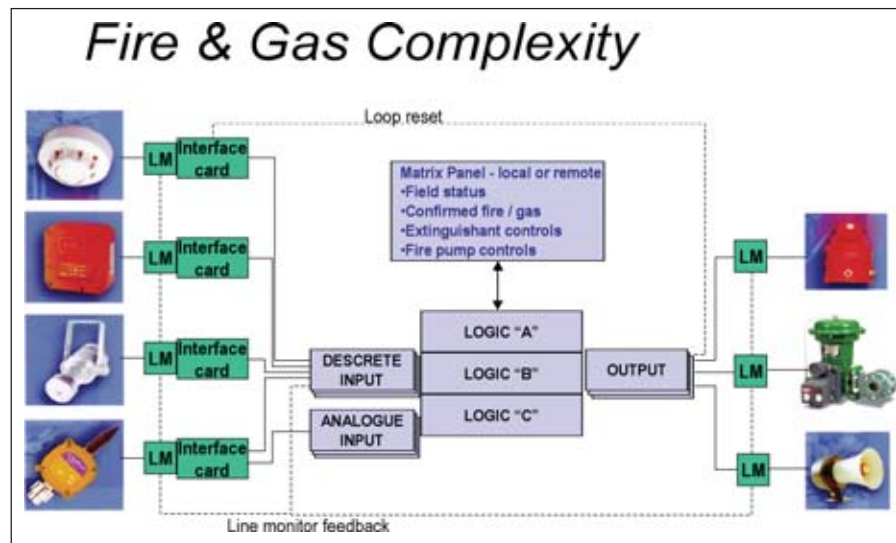 Fire & Gas Complexity
Loop reset
LM
Interface
card
Matrix Panel - local or remote
•Field status
•Confirmed fire / gas
•Extinguishant controls
•Fire pump controls
LM
Interface
card
LM
LOGIC "A"
LM
Interface
card
DESCRETE
INPUT
LOGIC "B"
OUTPUT
LM
ANALOGUE
INPUT
LOGIC "C"
LM
Interface
card
LM
Line monitor feedback